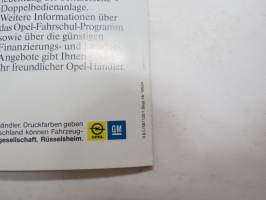 Doppelbedienanlage.
Weitere Informationen über
das Opel-Fahrschul-Programm
sowie über die günstigen
Finanzierungs- und
Angebote gibt Ihnen
Ihr freundlicher Opel-Händler.
händler. Druckfarben geben
schland können Fahrzeug-
gesellschaft, Rüsselsheim.
OPEL
GM